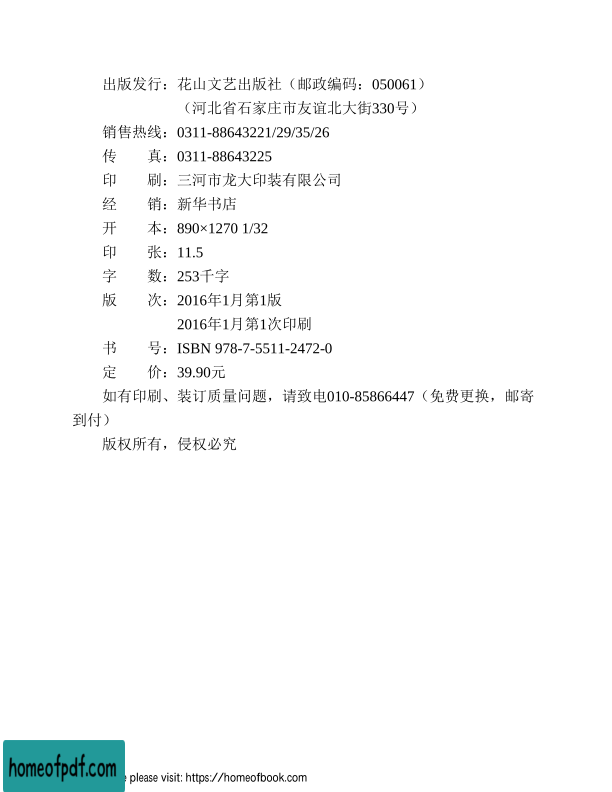 出版发行：花山文艺出版社（邮政编码：050061）
（河北省石家庄市友谊北大街330号）
销售热线：0311-88643221/29/35/26
传　　真：0311-88643225
印　　刷：三河市龙大印装有限公司
经　　销：新华书店
开　　本：890×1270 1/32
印　　张：11.5
字　　数：253千字
版　　次：2016年1月第1版
2016年1月第1次印刷
书　　号：ISBN 978-7-5511-2472-0
定　　价：39.90元
如有印刷、装订质量问题，请致电010-85866447（免费更换，邮寄
到付）
版权所有，侵权必究
homeofpdf.com
please visit: https://homeofbook.com